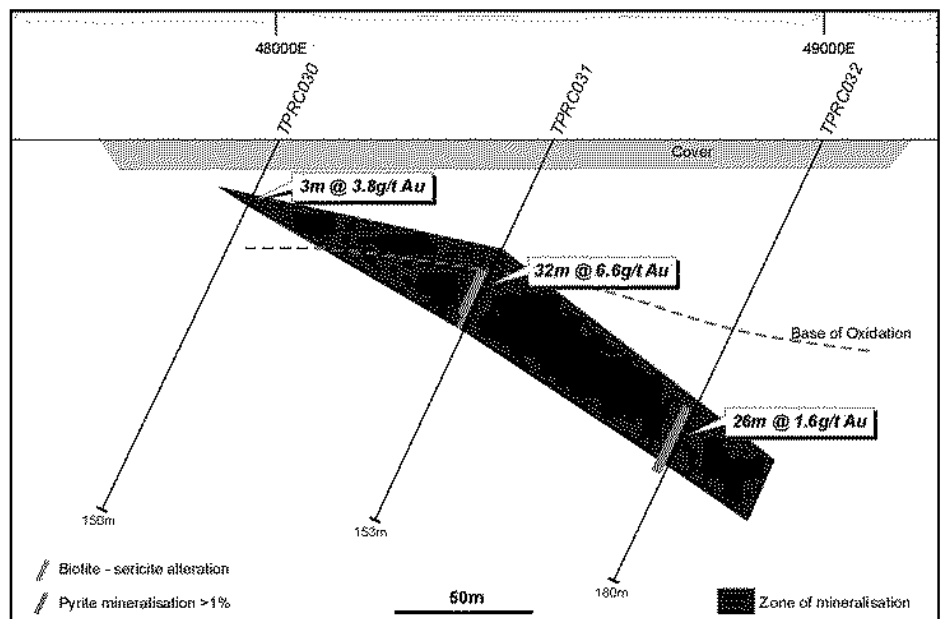 48000E
49000E
TPRC030
TPRC031
TPRC032
Cover
3m @ 3.8g/t Au
32m @ 6.6g/t Au
Base of Oxidation
26m @ 1.6g/t Au
153m
180m
Biotite - sericite alteration
Pyrite mineralisation >1%
50m
Zone of mineralisation